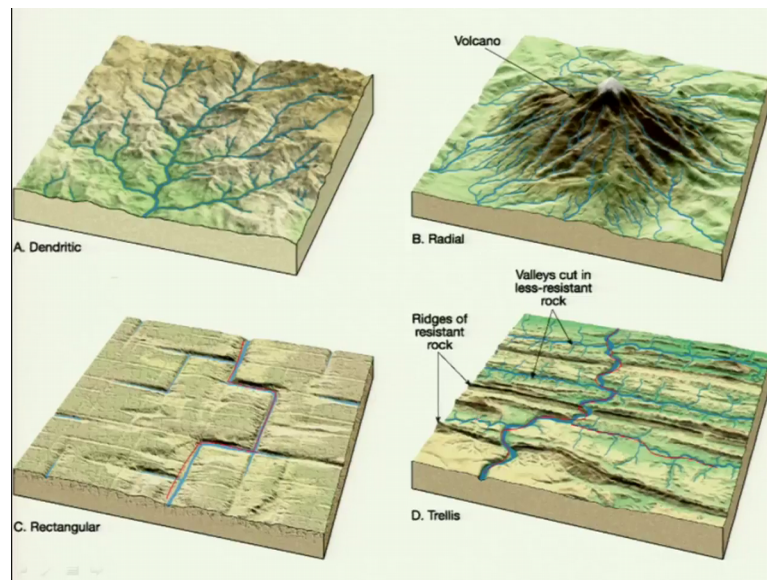 A. Dendritic
Volcano
B. Radial
C. Rectangular
Valleys cut in
less-resistant
rock
Ridges of
resistant
rock
D. Trellis